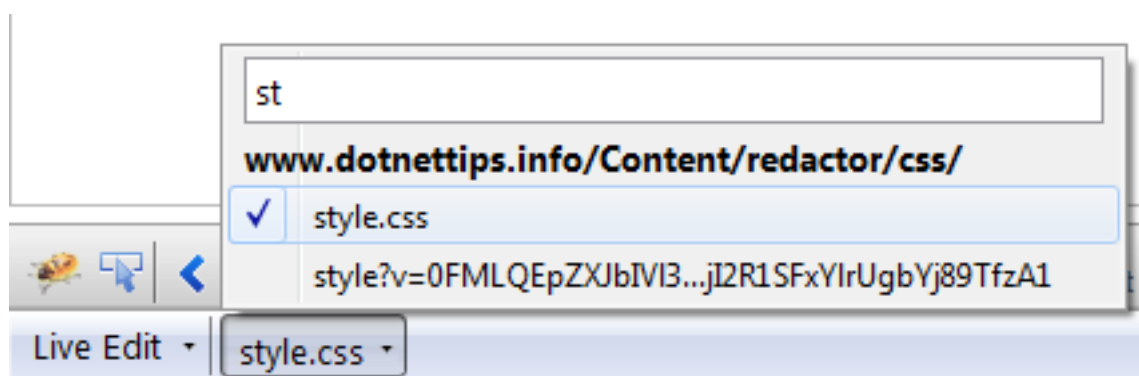 st
www.dotnettips.info/Content/redactor/css/
style.css
style?v=0FMLQEpZXJbIVI3...jI2R1SFxYIrUgbYj89TfzA1
Live Edit
style.css